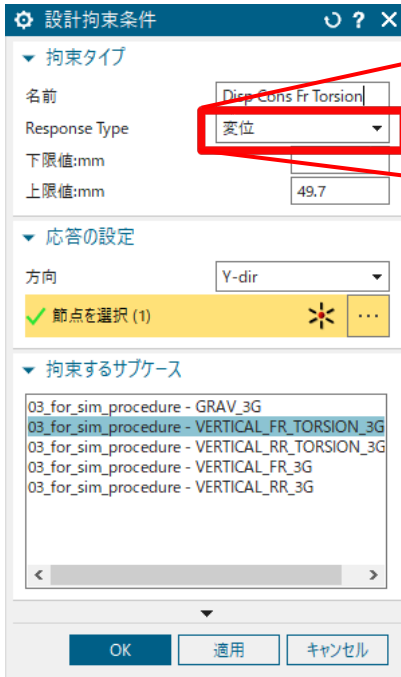 設計拘束条件
拘束タイプ
名前 Disp Cons Fr Torsion
Response Type 変位
下限値:mm
上限値:mm 49.7
応答の設定
方向 Y-dir
節点を選択 (1)
拘束するサブケース
03_for_sim_procedure - GRAV_3G
03_for_sim_procedure - VERTICAL_FR_TORSION_3G
03_for_sim_procedure - VERTICAL_RR_TORSION_3G
03_for_sim_procedure - VERTICAL_FR_3G
03_for_sim_procedure - VERTICAL_RR_3G
OK 適用 キャンセル